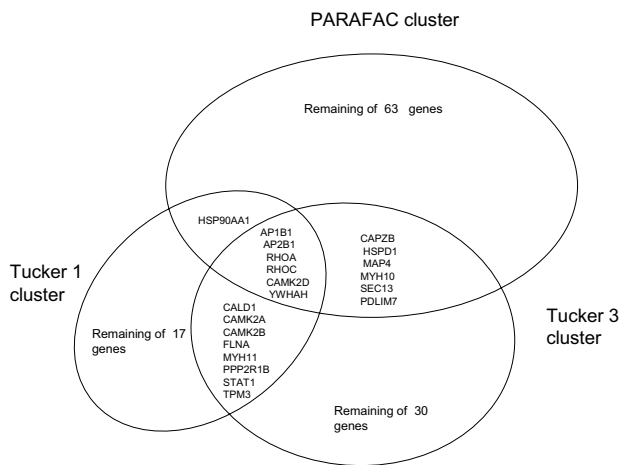 PARAFAC cluster
Remaining of 63 genes
HSP90AA1
AP1B1
AP2B1
RHOA
RHOC
CAMK2D
YWHAH
CAPZB
HSPD1
MAP4
MYH10
SEC13
PDLIM7
Tucker 1
cluster
Tucker 3
cluster
Remaining of 17
genes
CALD1
CAMK2A
CAMK2B
FLNA
MYH11
PPP2R1B
STAT1
TPM3
Remaining of 30
genes